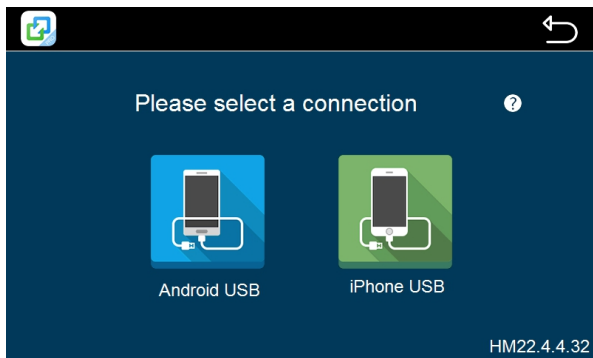 Please select a connection
?
Android USB
iPhone USB
HM22.4.4.32